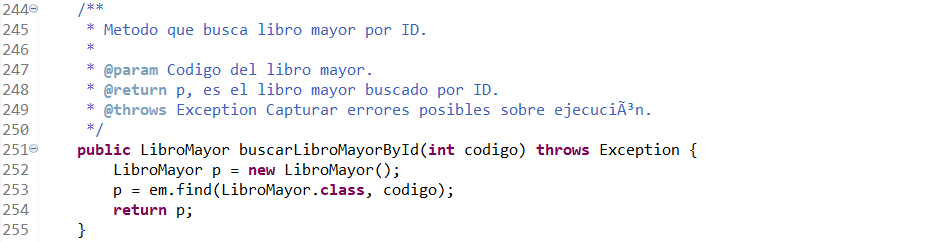 244 /**
245 * Metodo que busca libro mayor por ID.
246 *
247 * @param Codigo del libro mayor.
248 * @return p, es el libro mayor buscado por ID.
249 * @throws Exception Capturar errores posibles sobre ejecuciÃ³n.
250 */
251 public LibroMayor buscarLibroMayorById(int codigo) throws Exception {
252 LibroMayor p = new LibroMayor();
253 p = em.find(LibroMayor.class, codigo);
254 return p;
255 }